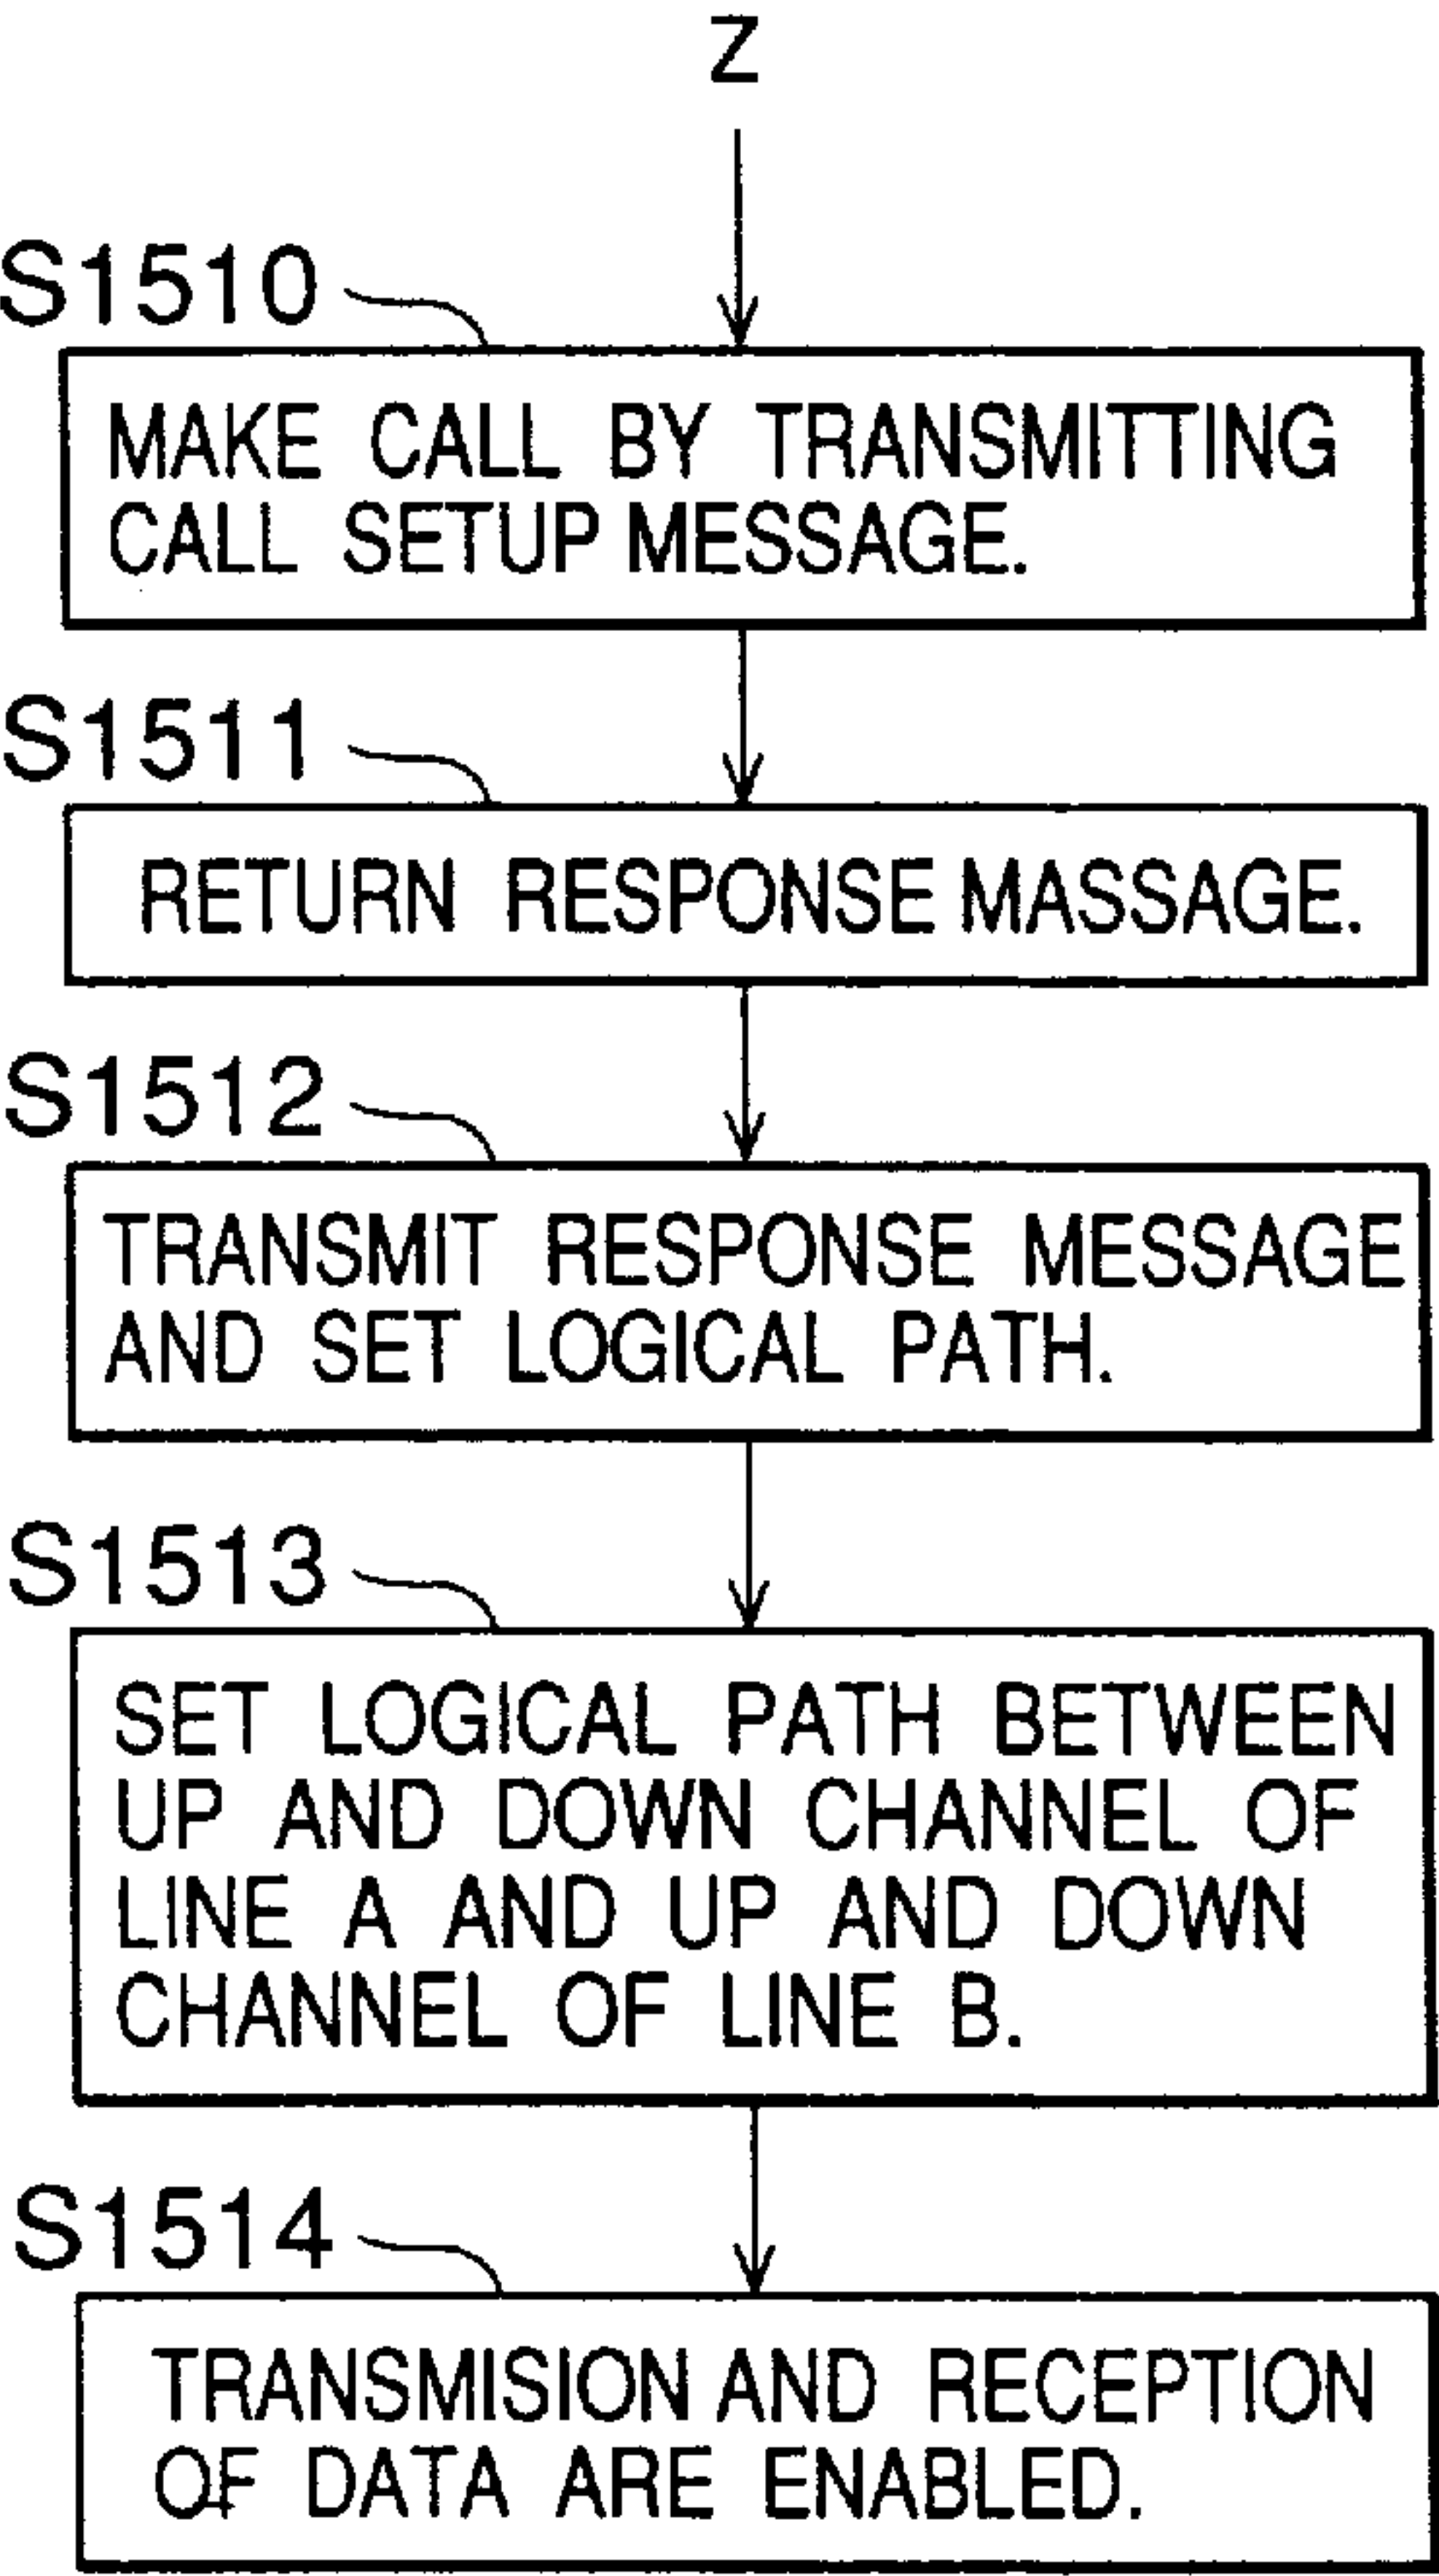 Z
S1510
MAKE CALL BY TRANSMITTING
CALL SETUP MESSAGE.
S1511
RETURN RESPONSE MASSAGE.
S1512
TRANSMIT RESPONSE MESSAGE
AND SET LOGICAL PATH.
S1513
SET LOGICAL PATH BETWEEN
UP AND DOWN CHANNEL OF
LINE A AND UP AND DOWN
CHANNEL OF LINE B.
S1514
TRANSMISION AND RECEPTION
OF DATA ARE ENABLED.